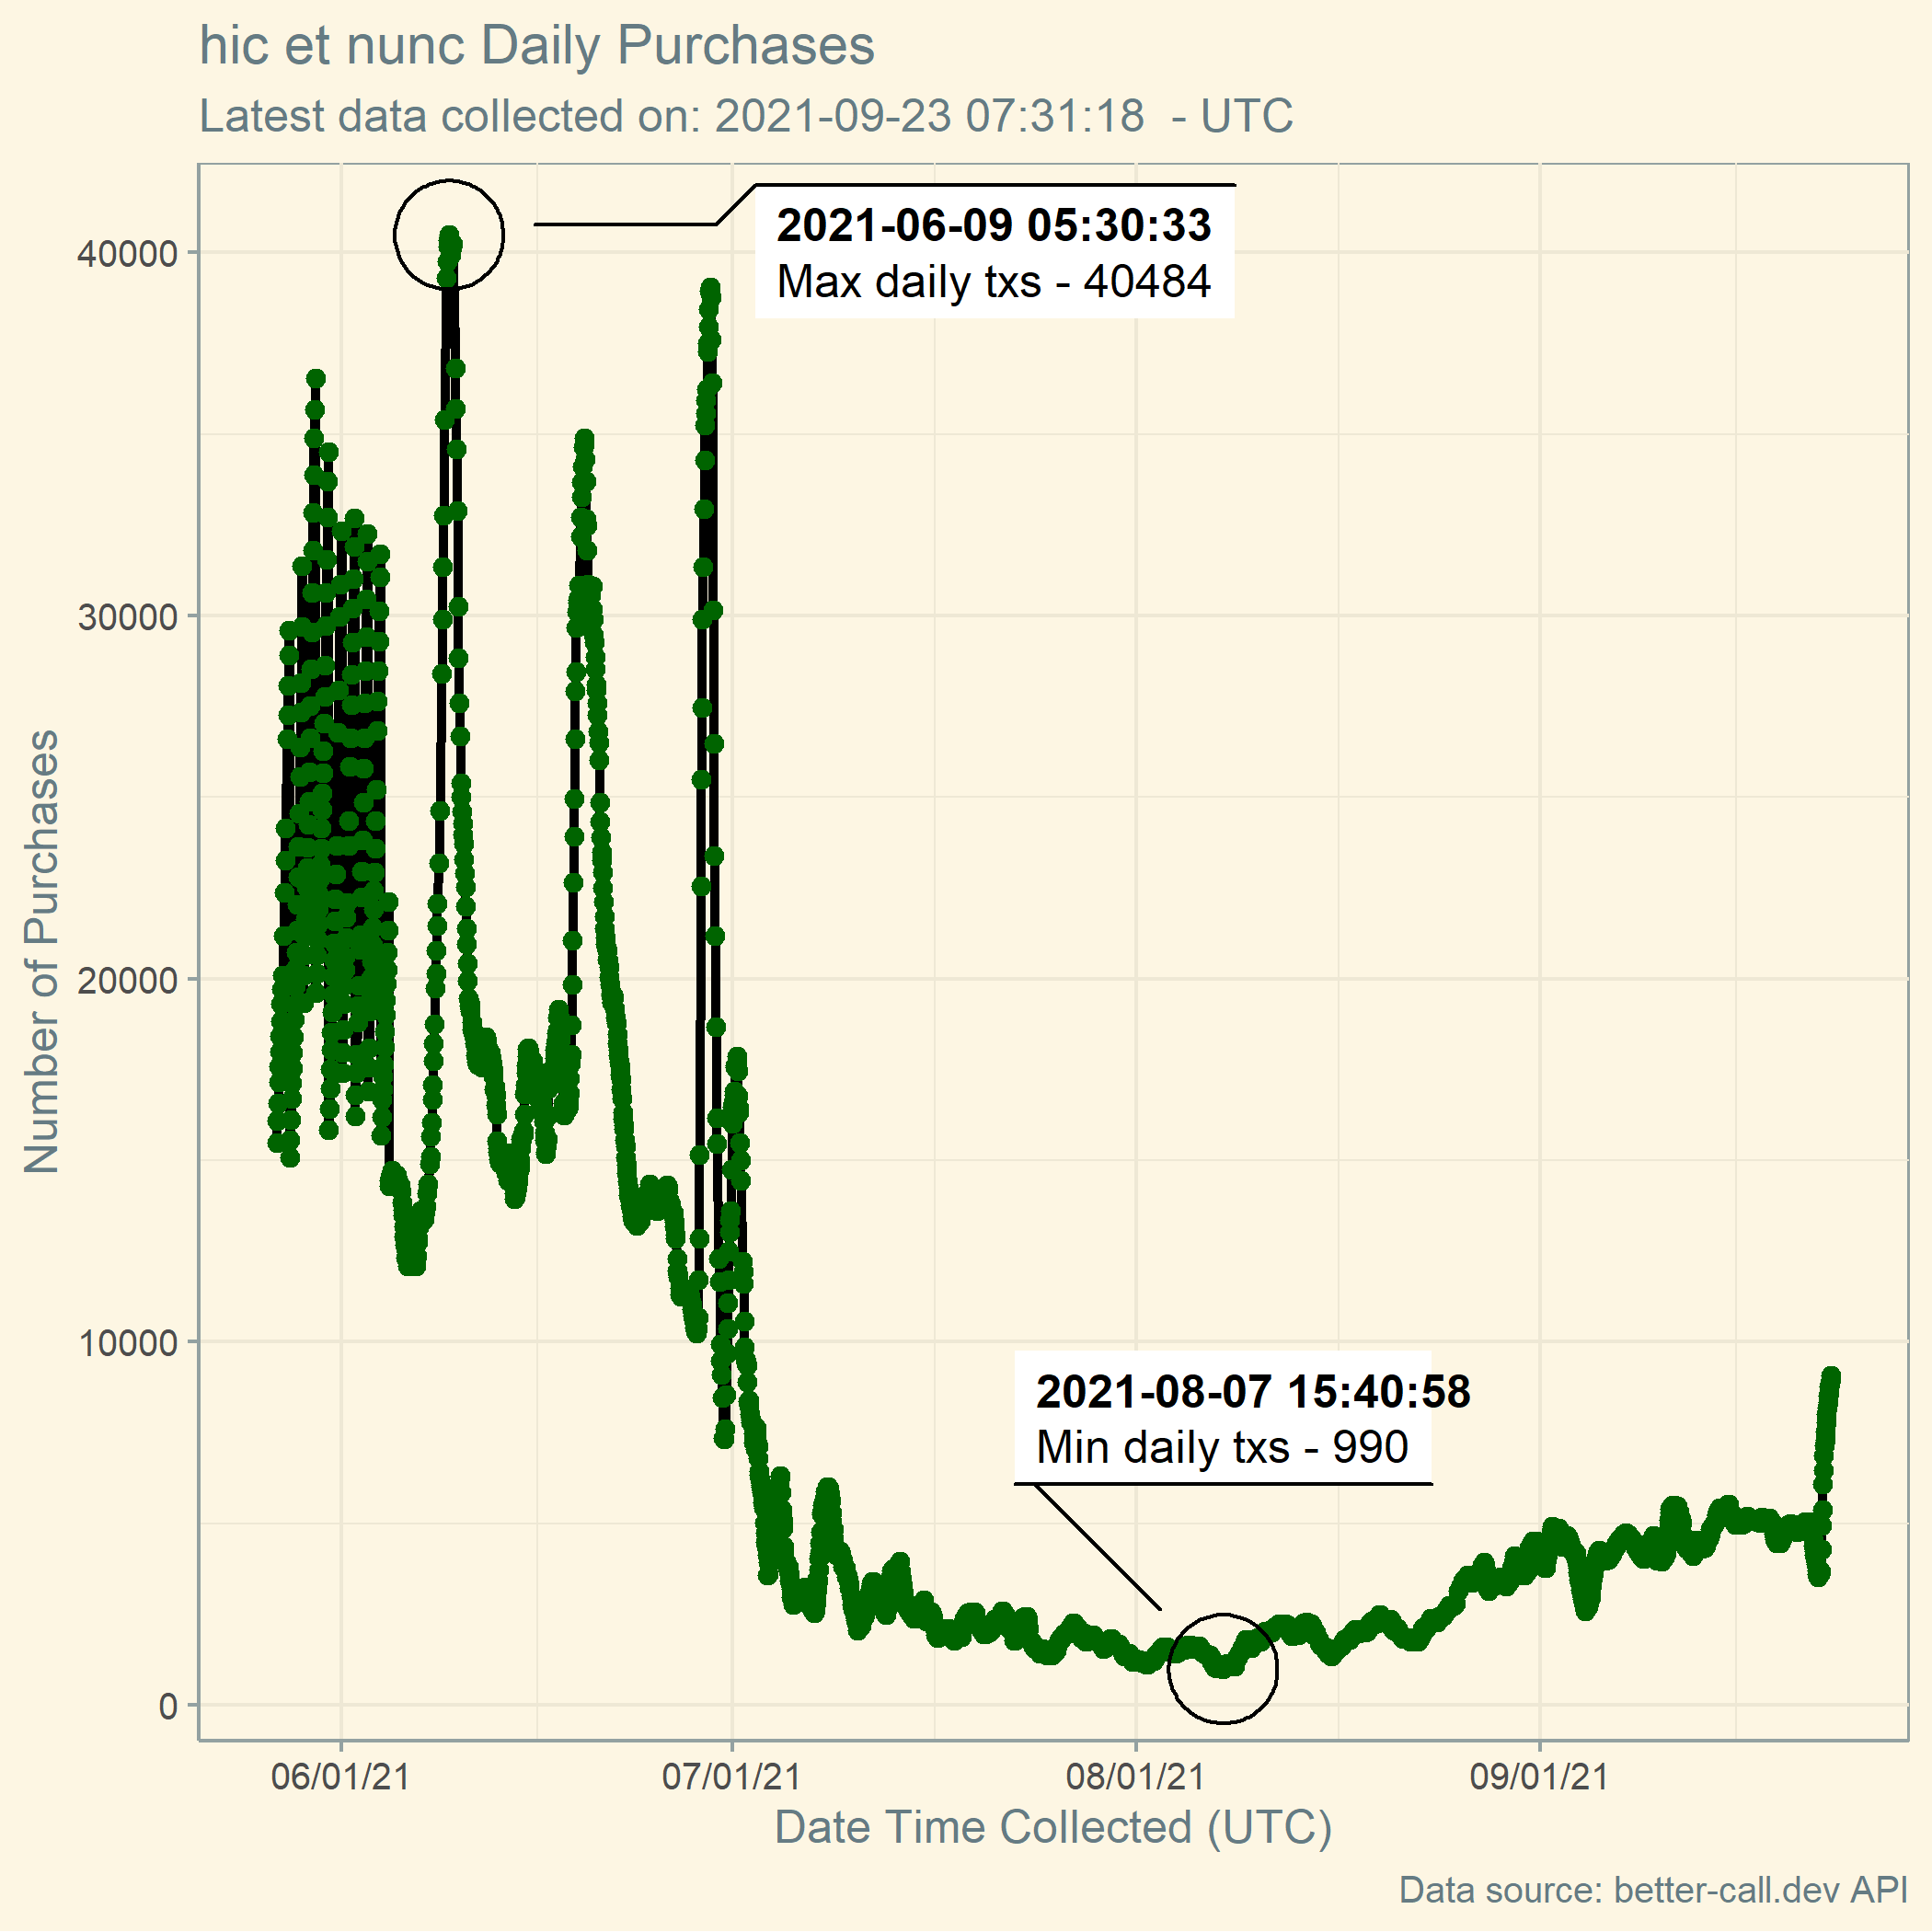 hic et nunc Daily Purchases
Latest data collected on: 2021-09-23 07:31:18  - UTC
2021-06-09 05:30:33
Max daily txs - 40484
40000
30000
Number of Purchases
20000
10000
2021-08-07 15:40:58
Min daily txs - 990
0
06/01/21 07/01/21 08/01/21 09/01/21
Date Time Collected (UTC)
Data source: better-call.dev API